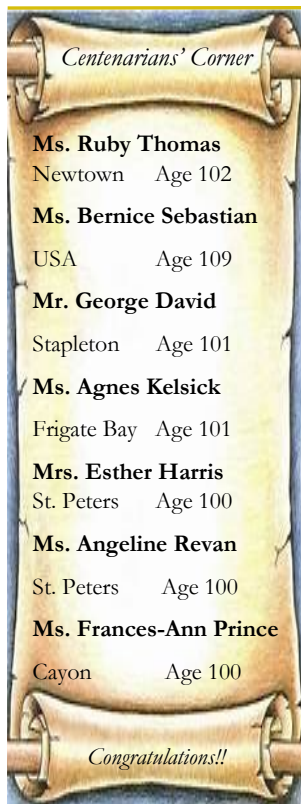 Centenarians' Corner
Ms. Ruby Thomas
Newtown Age 102
Ms. Bernice Sebastian
USA Age 109
Mr. George David
Stapleton Age 101
Ms. Agnes Kelsick
Frigate Bay Age 101
Mrs. Esther Harris
St. Peters Age 100
Ms. Angeline Revan
St. Peters Age 100
Ms. Frances-Ann Prince
Cayon Age 100
Congratulations!!